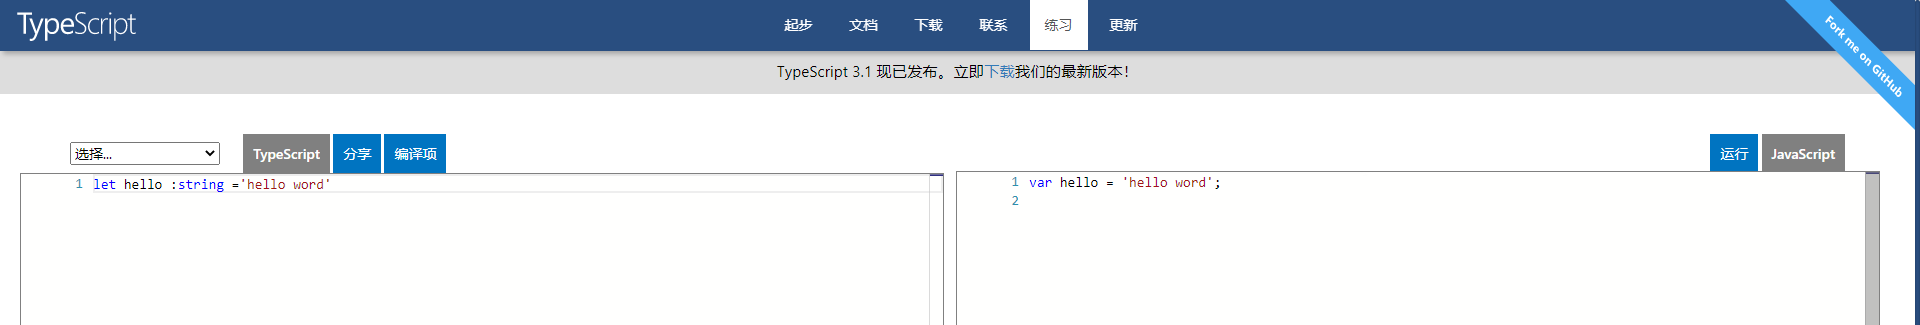 TypeScript
起步 文档 下载 联系 练习 更新
Fork me on GitHub
TypeScript 3.1 现已发布。立即下载我们的最新版本！
选择... TypeScript 分享 编译项 运行 JavaScript
1 let hello :string ='hello word'
1 var hello = 'hello word';
2